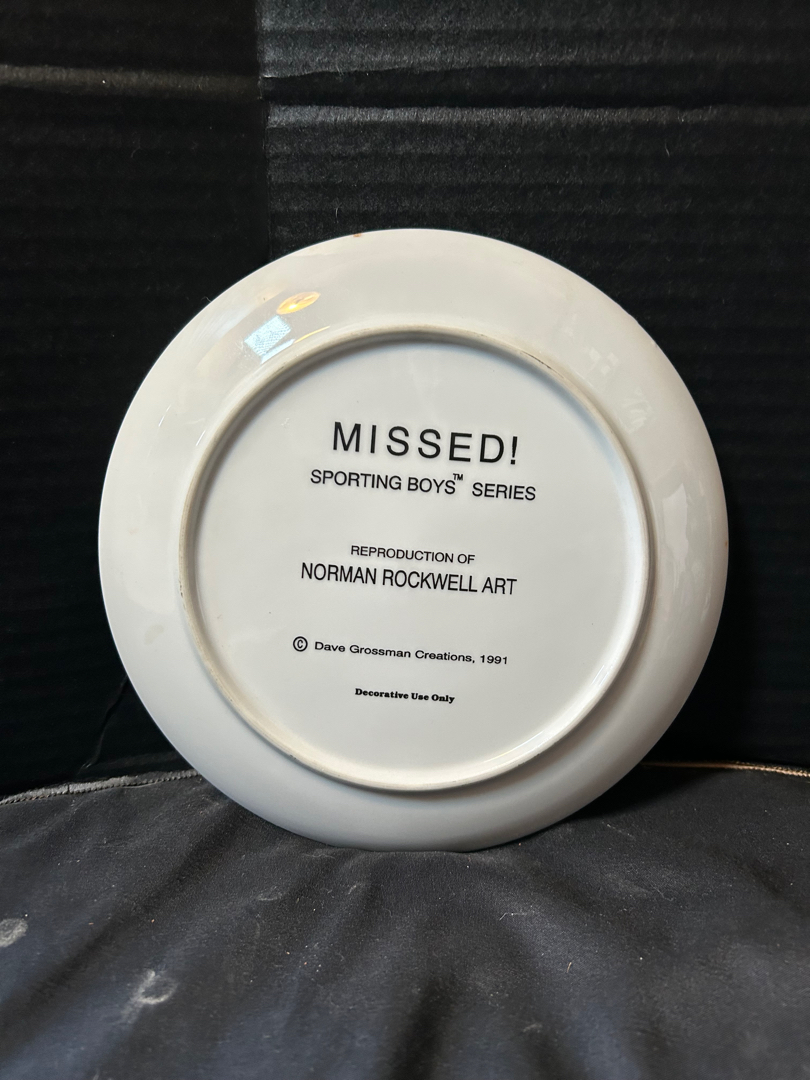 MISSED!
SPORTING BOYS™ SERIES
REPRODUCTION OF
NORMAN ROCKWELL ART
© Dave Grossman Creations, 1991
Decorative Use Only